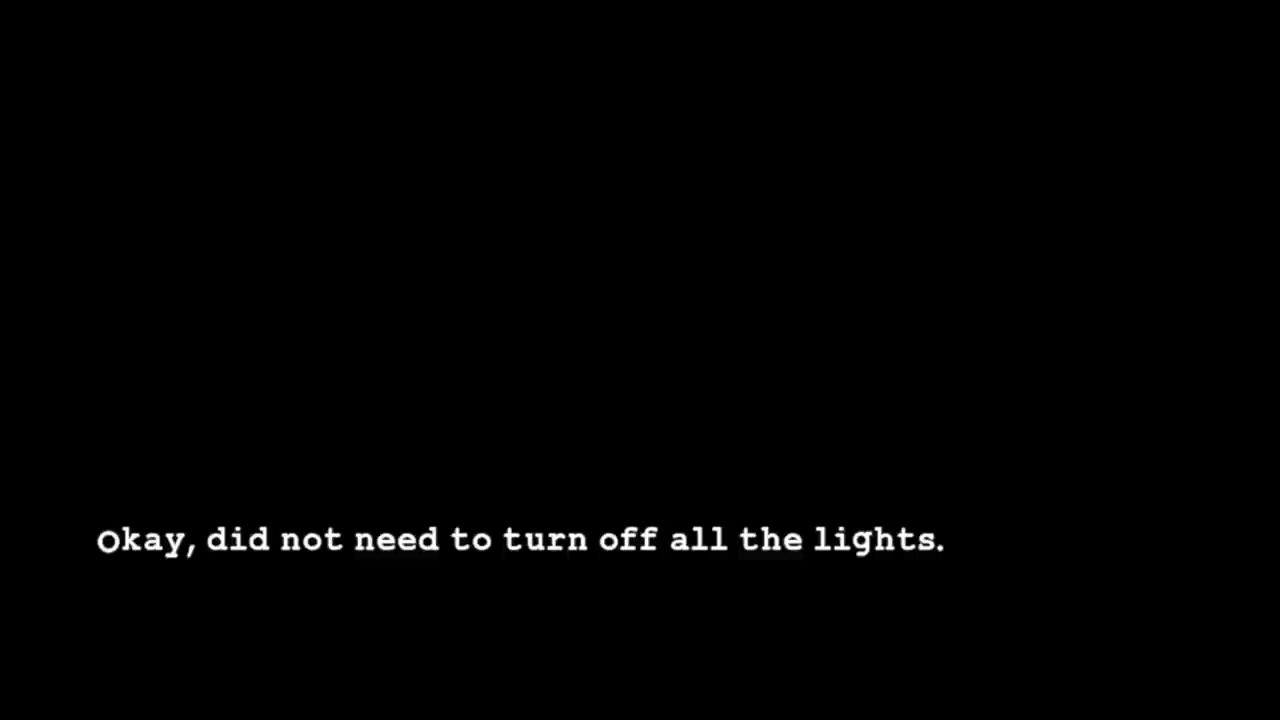 Okay, did not need to turn off all the lights.